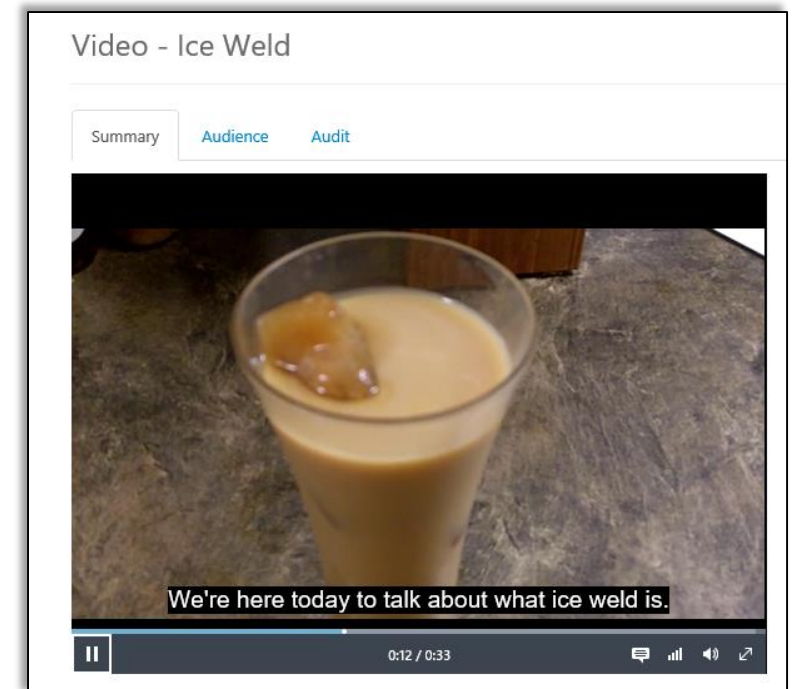 Video - Ice Weld
Summary Audience Audit
We're here today to talk about what ice weld is.
0:12 / 0:33